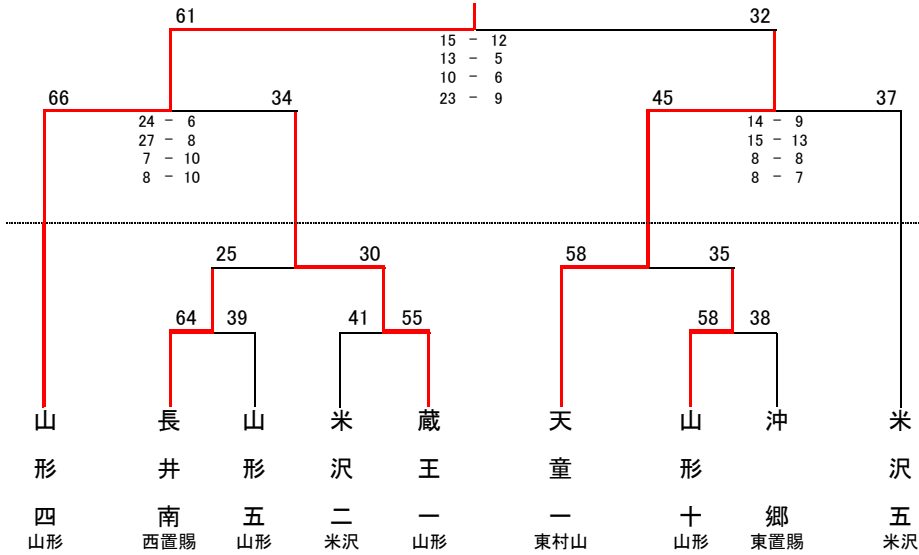 61 32
15 － 12
13 － 5
10 － 6
23 － 9
66 34 45 37
24 － 6 14 － 9
27 － 8 15 － 13
7 － 10 8 － 8
8 － 10 8 － 7
25 30 58 35
64 39 41 55 58 38
山形四 長井南 山形五 米沢二 蔵王一 天童一 山形十 沖郷 米沢五
山形 西置賜 山形 米沢 山形 東村山 山形 東置賜 米沢